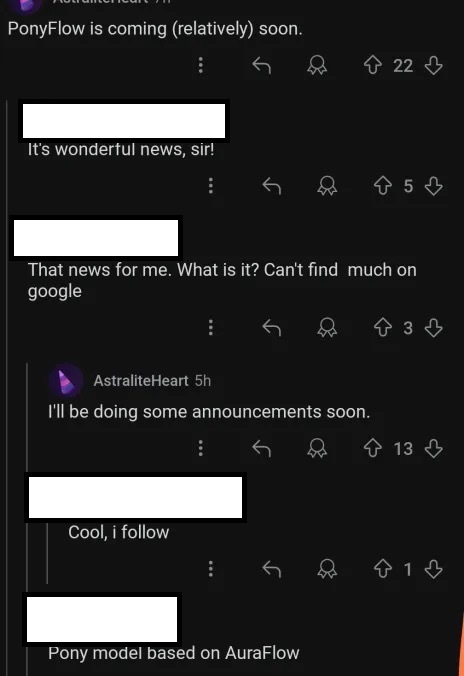 AstraliteHeart 7h
PonyFlow is coming (relatively) soon.
22
It's wonderful news, sir!
5
That news for me. What is it? Can't find much on
google
3
AstraliteHeart 5h
I'll be doing some announcements soon.
13
Cool, i follow
1
Pony model based on AuraFlow